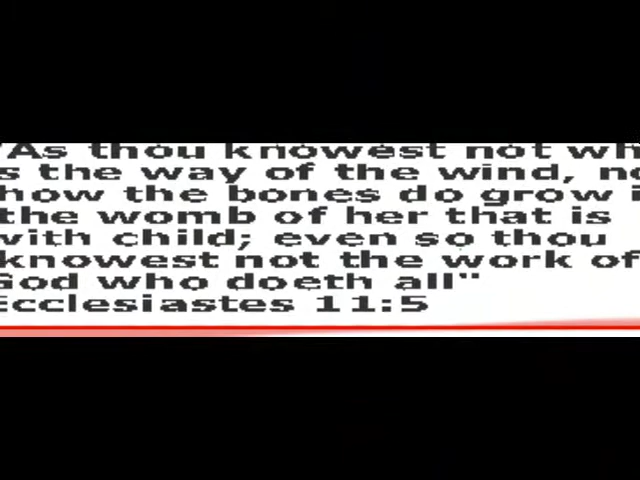 "As thou knowest not wh
s the way of the wind, no
how the bones do grow i
the womb of her that is
with child; even so thou
knowest not the work of
God who doeth all"
Ecclesiastes 11:5